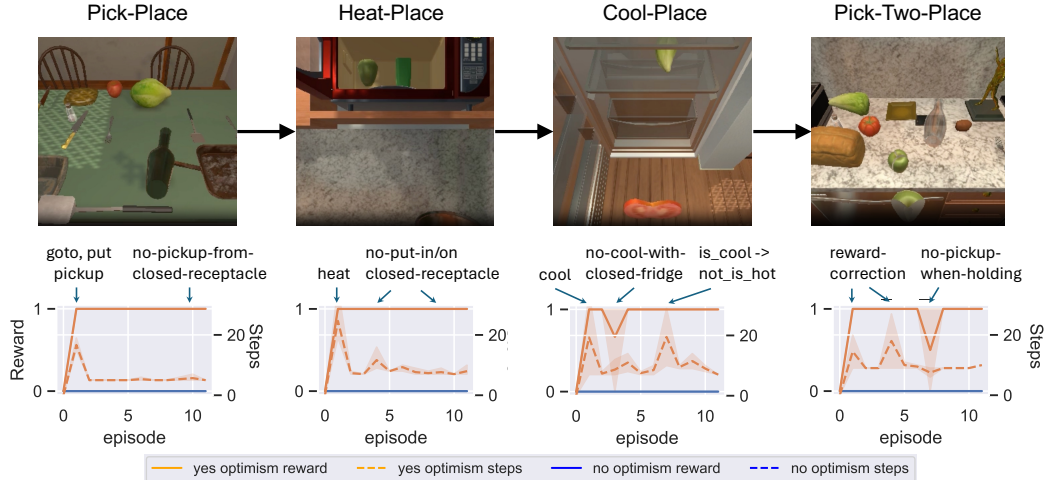 Pick-Place
Heat-Place
Cool-Place
Pick-Two-Place
goto, put
pickup
no-pickup-from-
closed-receptacle
heat
no-put-in/on
closed-receptacle
cool
no-cool-with-
closed-fridge
is_cool ->
not_is_hot
reward-
correction
no-pickup-
when-holding
Reward
1
0
0
5
10
episode
20
0
Steps
1
0
0
5
10
episode
20
0
1
0
0
5
10
episode
20
0
1
0
0
5
10
episode
20
0
Steps
yes optimism reward
yes optimism steps
no optimism reward
no optimism steps